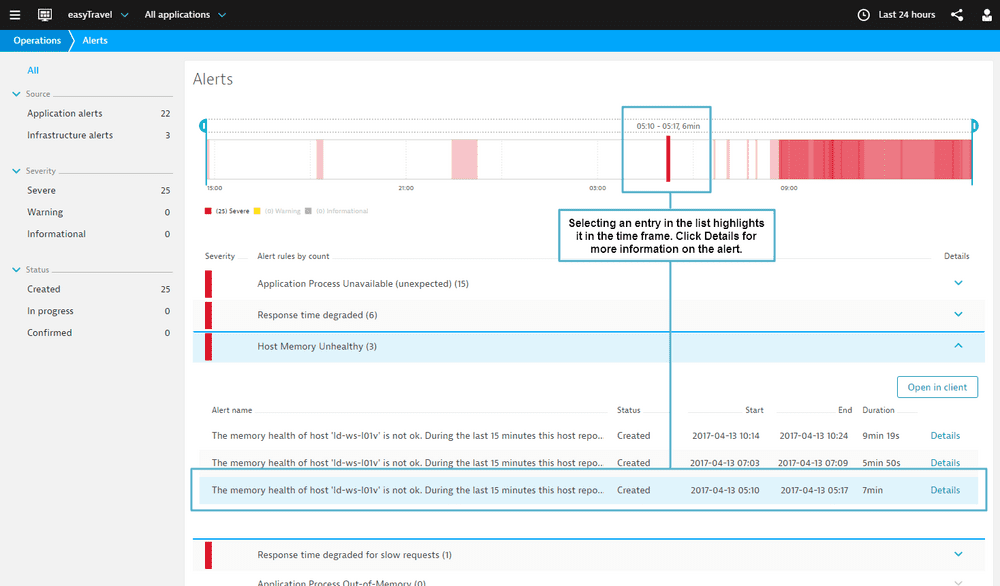 easyTravel All applications Last 24 hours
Operations Alerts
All
Source
Application alerts 22
Infrastructure alerts 3
Severity
Severe 25
Warning 0
Informational 0
Status
Created 25
In progress 0
Confirmed 0
Alerts
05:10 - 05:17, 6min
15:00 21:00 03:00 09:00
(25) Severe (0) Warning (0) Informational
Selecting an entry in the list highlights
it in the time frame. Click Details for
more information on the alert.
Severity Alert rules by count Details
Application Process Unavailable (unexpected) (15)
Response time degraded (6)
Host Memory Unhealthy (3)
Open in client
Alert name Status Start End Duration
The memory health of host 'ld-ws-l01v' is not ok. During the last 15 minutes this host repo... Created 2017-04-13 10:14 2017-04-13 10:24 9min 19s Details
The memory health of host 'ld-ws-l01v' is not ok. During the last 15 minutes this host repo... Created 2017-04-13 07:03 2017-04-13 07:09 5min 50s Details
The memory health of host 'ld-ws-l01v' is not ok. During the last 15 minutes this host repo... Created 2017-04-13 05:10 2017-04-13 05:17 7min Details
Response time degraded for slow requests (1)
Application Process Out-of-Memory (0)